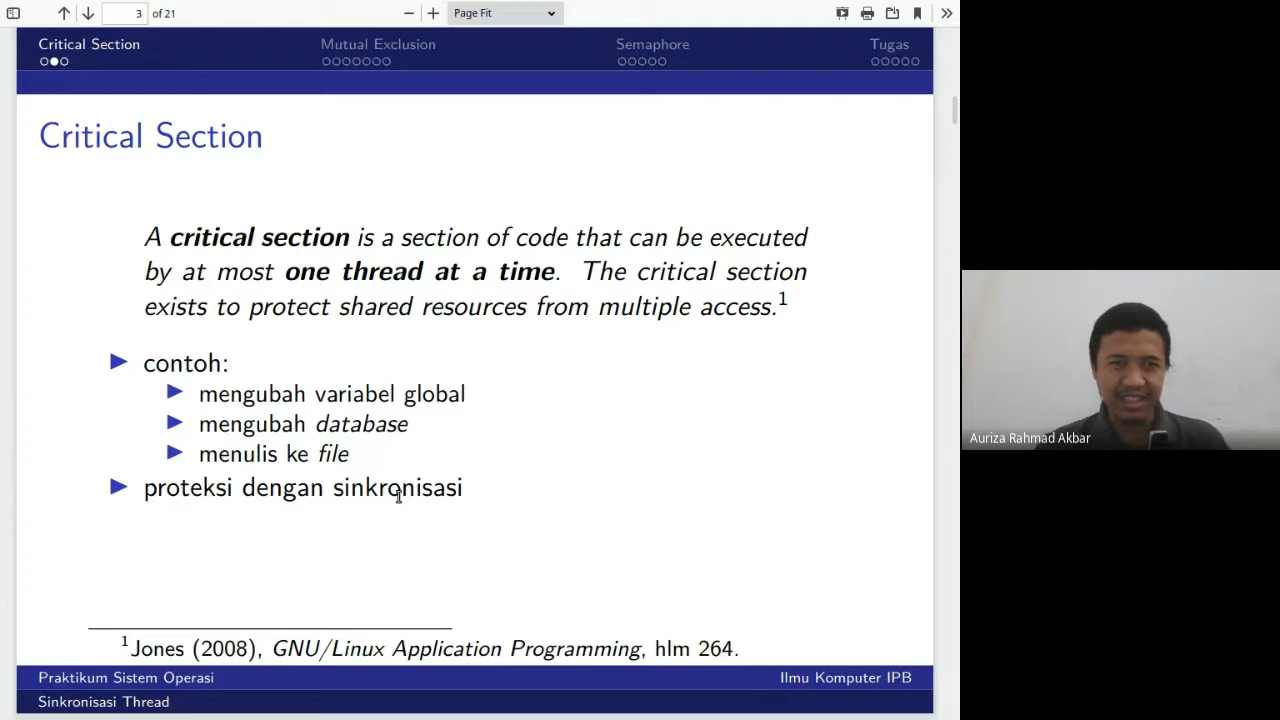 3 of 21
Page Fit
Critical Section
Mutual Exclusion
Semaphore
Tugas
Critical Section
A critical section is a section of code that can be executed
by at most one thread at a time. The critical section
exists to protect shared resources from multiple access.1
contoh:
mengubah variabel global
mengubah database
menulis ke file
proteksi dengan sinkronisasi
1Jones (2008), GNU/Linux Application Programming, hlm 264.
Praktikum Sistem Operasi
Ilmu Komputer IPB
Sinkronisasi Thread
Auriza Rahmad Akbar